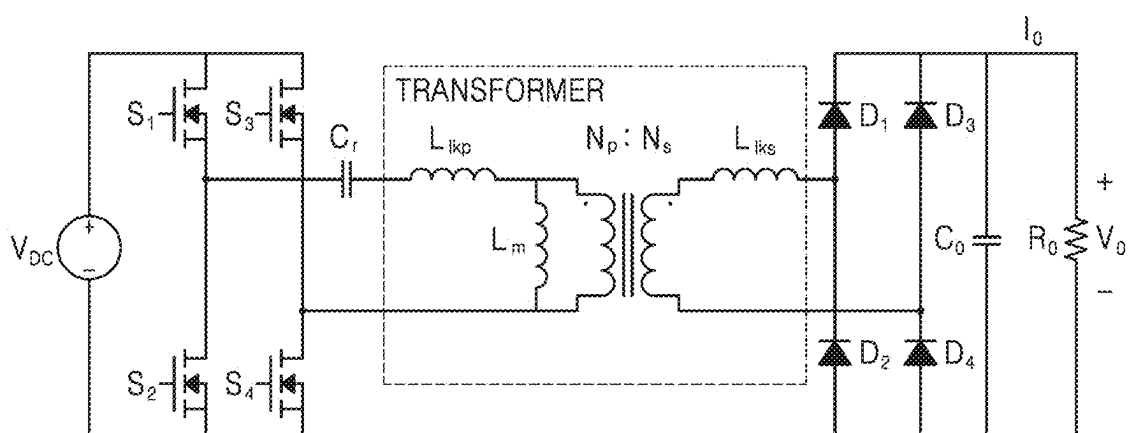 I₀
TRANSFORMER
S₁ S₃ D₁ D₃
Cᵣ Lₗₖₚ Nₚ : Nₛ Lₗₖₛ
+
+
V_DC Lₘ C₀ R₀ V₀
−
−
S₂ S₄ D₂ D₄